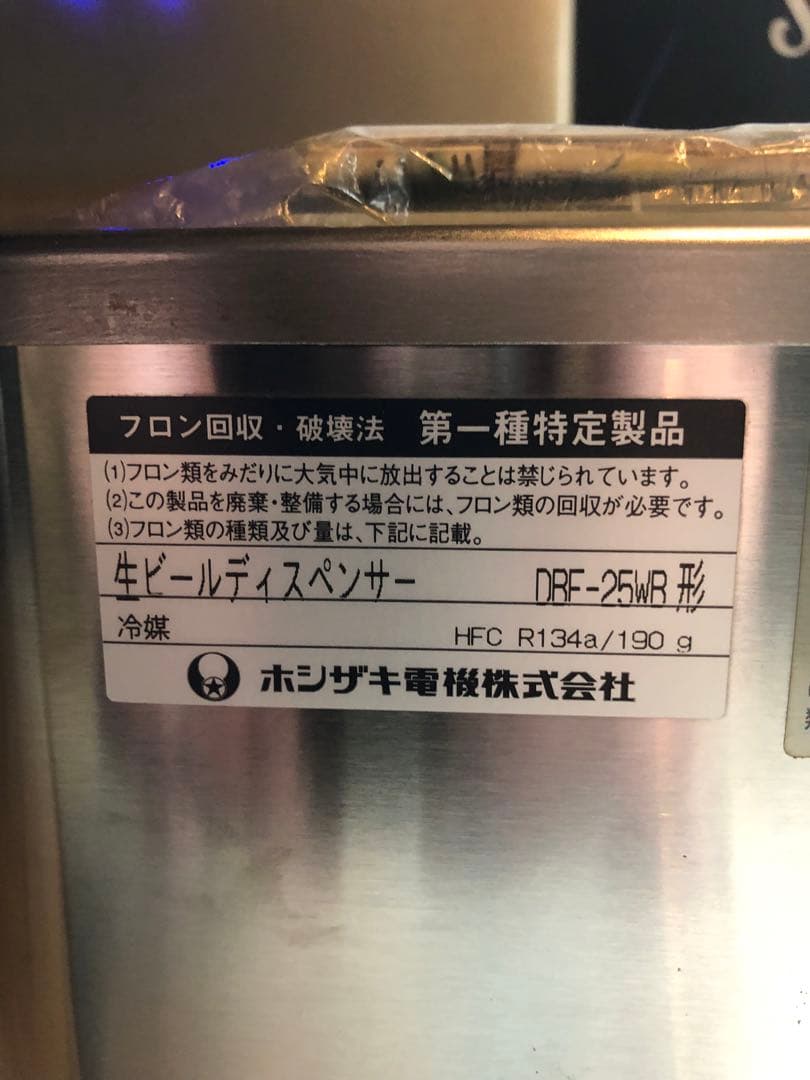 フロン回収・破壊法 第一種特定製品
(1)フロン類をみだりに大気中に放出することは禁じられています。
(2)この製品を廃棄・整備する場合には、フロン類の回収が必要です。
(3)フロン類の種類及び量は、下記に記載。
生ビールディスペンサー DBF-25WB 形
冷媒 HFC R134a/190 g
ホシザキ電機株式会社